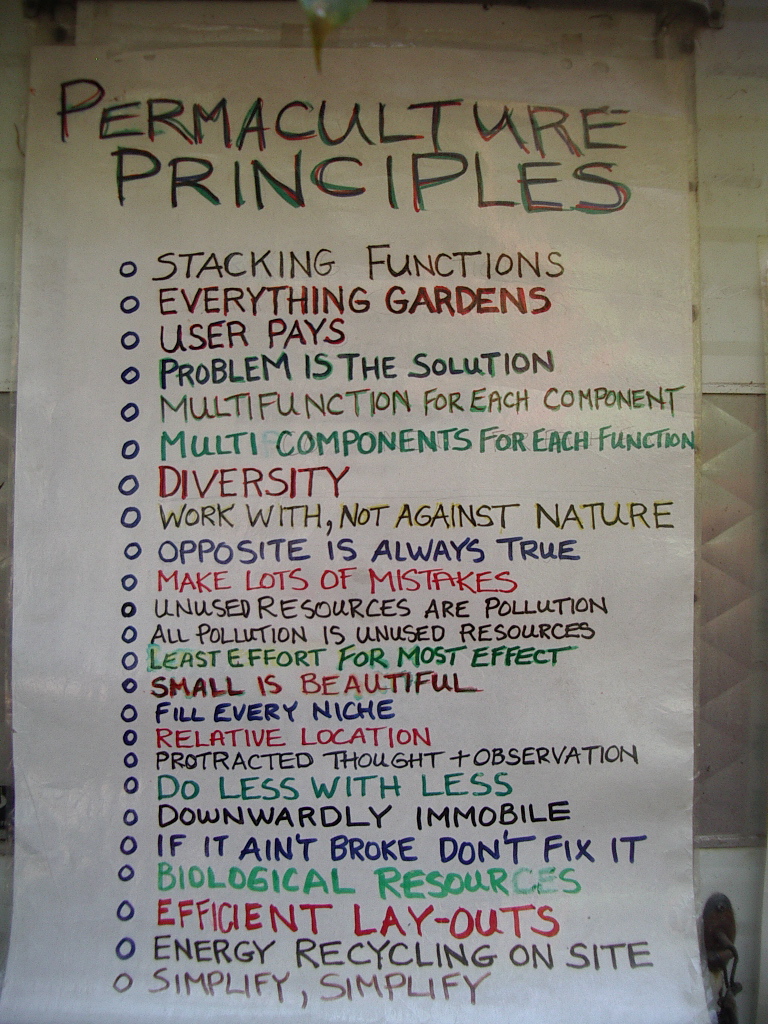 PERMACULTURE
PRINCIPLES
o STACKING FUNCTIONS
o EVERYTHING GARDENS
o USER PAYS
o PROBLEM IS THE SOLUTION
o MULTIFUNCTION FOR EACH COMPONENT
o MULTI COMPONENTS FOR EACH FUNCTION
o DIVERSITY
o WORK WITH, NOT AGAINST NATURE
o OPPOSITE IS ALWAYS TRUE
o MAKE LOTS OF MISTAKES
o UNUSED RESOURCES ARE POLLUTION
o ALL POLLUTION IS UNUSED RESOURCES
o LEAST EFFORT FOR MOST EFFECT
o SMALL IS BEAUTIFUL
o FILL EVERY NICHE
o RELATIVE LOCATION
o PROTRACTED THOUGHT + OBSERVATION
o DO LESS WITH LESS
o DOWNWARDLY IMMOBILE
o IF IT AIN'T BROKE DON'T FIX IT
o BIOLOGICAL RESOURCES
o EFFICIENT LAY-OUTS
o ENERGY RECYCLING ON SITE
o SIMPLIFY, SIMPLIFY